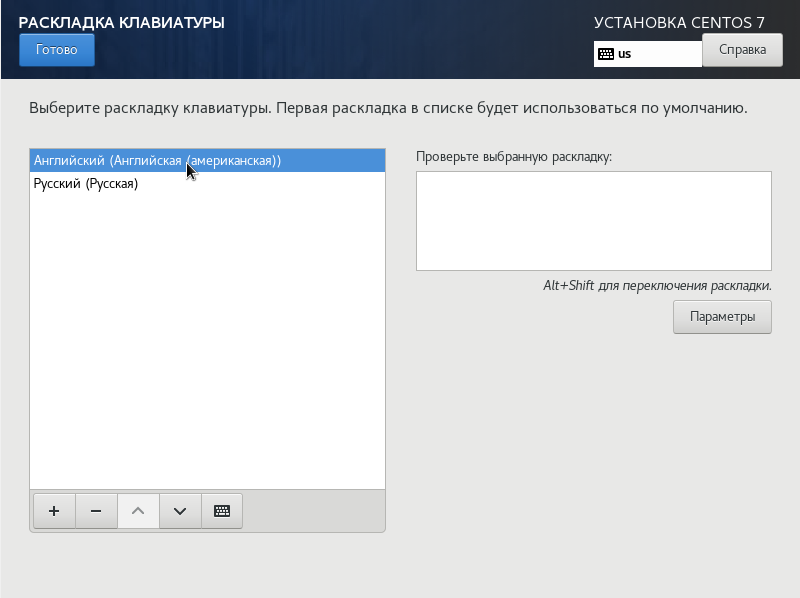 РАСКЛАДКА КЛАВИАТУРЫ
УСТАНОВКА CENTOS 7
Готово
us
Справка
Выберите раскладку клавиатуры. Первая раскладка в списке будет использоваться по умолчанию.
Английский (Английская (американская))
Русский (Русская)
Проверьте выбранную раскладку:
Alt+Shift для переключения раскладки.
Параметры